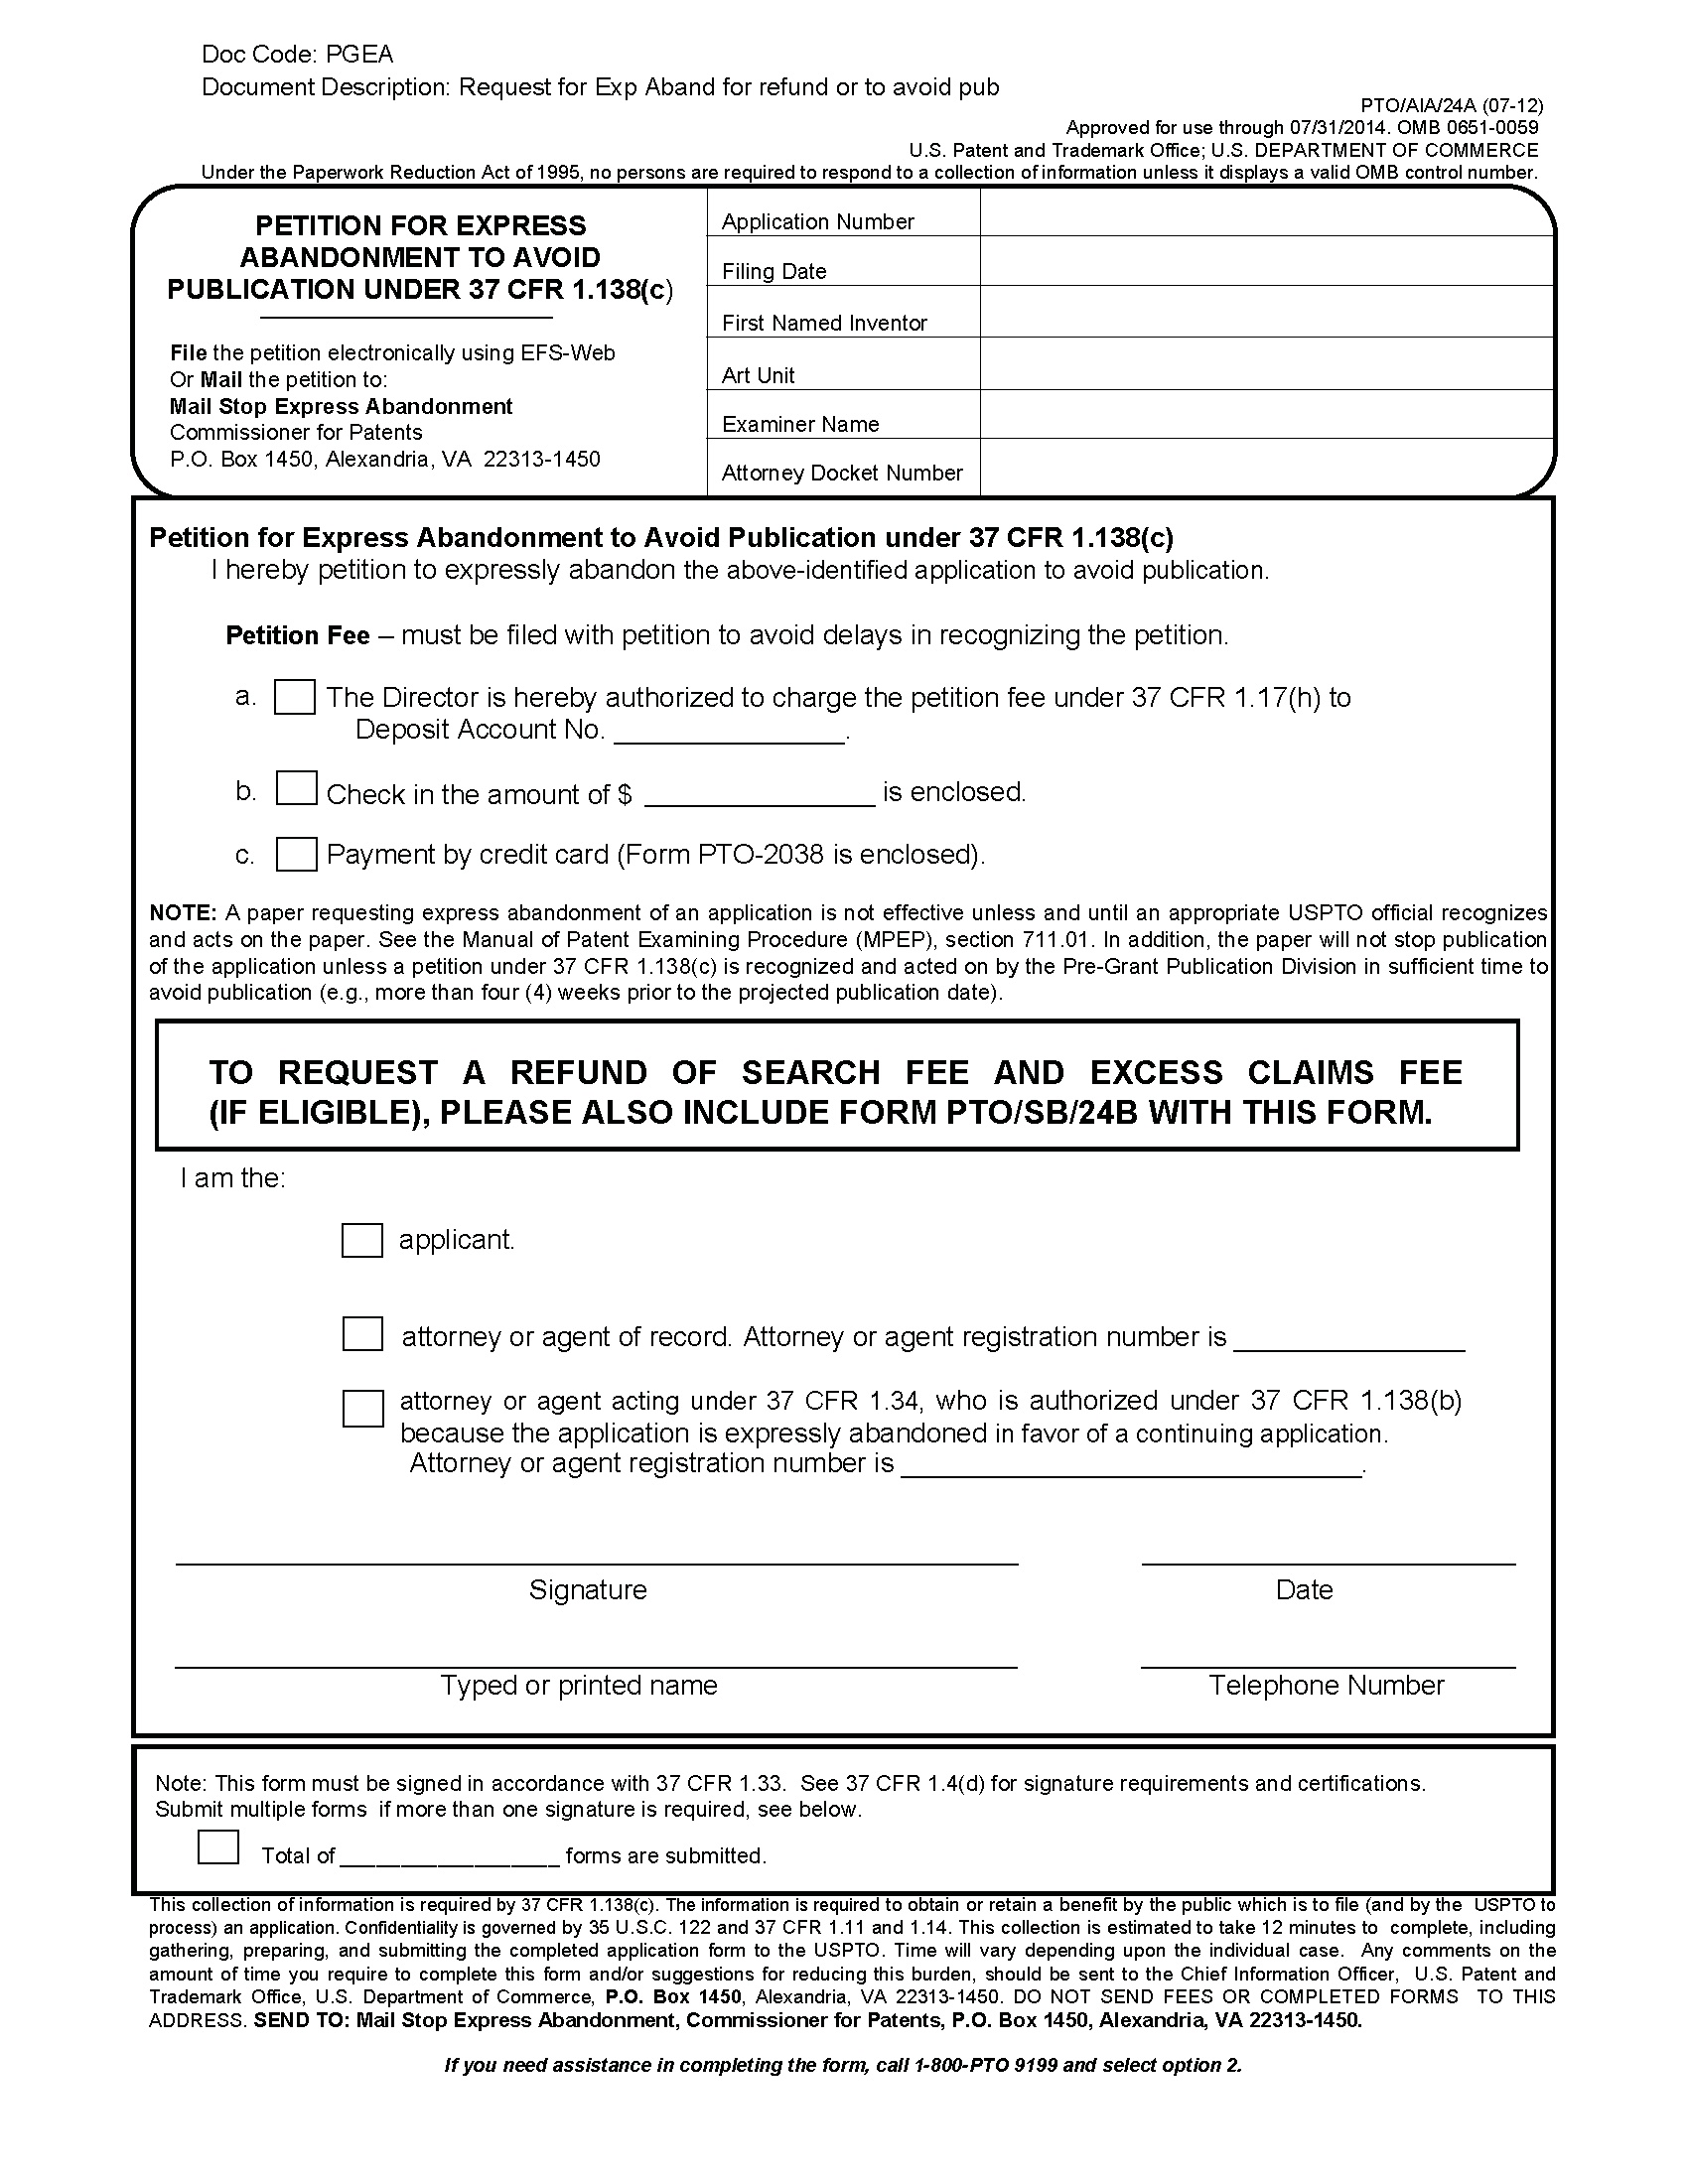 Doc Code: PGEA
Document Description: Request for Exp Aband for refund or to avoid pub
PTO/AIA/24A (07-12)
Approved for use through 07/31/2014. OMB 0651-0059
U.S. Patent and Trademark Office; U.S. DEPARTMENT OF COMMERCE
Under the Paperwork Reduction Act of 1995, no persons are required to respond to a collection of information unless it displays a valid OMB control number.
PETITION FOR EXPRESS
ABANDONMENT TO AVOID
PUBLICATION UNDER 37 CFR 1.138(c)
File the petition electronically using EFS-Web
Or Mail the petition to:
Mail Stop Express Abandonment
Commissioner for Patents
P.O. Box 1450, Alexandria, VA 22313-1450
Application Number
Filing Date
First Named Inventor
Art Unit
Examiner Name
Attorney Docket Number
Petition for Express Abandonment to Avoid Publication under 37 CFR 1.138(c)
I hereby petition to expressly abandon the above-identified application to avoid publication.
Petition Fee – must be filed with petition to avoid delays in recognizing the petition.
a. The Director is hereby authorized to charge the petition fee under 37 CFR 1.17(h) to
Deposit Account No. _______________.
b. Check in the amount of $ _______________ is enclosed.
c. Payment by credit card (Form PTO-2038 is enclosed).
NOTE: A paper requesting express abandonment of an application is not effective unless and until an appropriate USPTO official recognizes
and acts on the paper. See the Manual of Patent Examining Procedure (MPEP), section 711.01. In addition, the paper will not stop publication
of the application unless a petition under 37 CFR 1.138(c) is recognized and acted on by the Pre-Grant Publication Division in sufficient time to
avoid publication (e.g., more than four (4) weeks prior to the projected publication date).
TO REQUEST A REFUND OF SEARCH FEE AND EXCESS CLAIMS FEE
(IF ELIGIBLE), PLEASE ALSO INCLUDE FORM PTO/SB/24B WITH THIS FORM.
I am the:
applicant.
attorney or agent of record. Attorney or agent registration number is _______________
attorney or agent acting under 37 CFR 1.34, who is authorized under 37 CFR 1.138(b)
because the application is expressly abandoned in favor of a continuing application.
Attorney or agent registration number is ______________________________.
Signature
Date
Typed or printed name
Telephone Number
Note: This form must be signed in accordance with 37 CFR 1.33. See 37 CFR 1.4(d) for signature requirements and certifications.
Submit multiple forms if more than one signature is required, see below.
Total of __________________ forms are submitted.
This collection of information is required by 37 CFR 1.138(c). The information is required to obtain or retain a benefit by the public which is to file (and by the USPTO to
process) an application. Confidentiality is governed by 35 U.S.C. 122 and 37 CFR 1.11 and 1.14. This collection is estimated to take 12 minutes to complete, including
gathering, preparing, and submitting the completed application form to the USPTO. Time will vary depending upon the individual case. Any comments on the
amount of time you require to complete this form and/or suggestions for reducing this burden, should be sent to the Chief Information Officer, U.S. Patent and
Trademark Office, U.S. Department of Commerce, P.O. Box 1450, Alexandria, VA 22313-1450. DO NOT SEND FEES OR COMPLETED FORMS TO THIS
ADDRESS. SEND TO: Mail Stop Express Abandonment, Commissioner for Patents, P.O. Box 1450, Alexandria, VA 22313-1450.
If you need assistance in completing the form, call 1-800-PTO 9199 and select option 2.